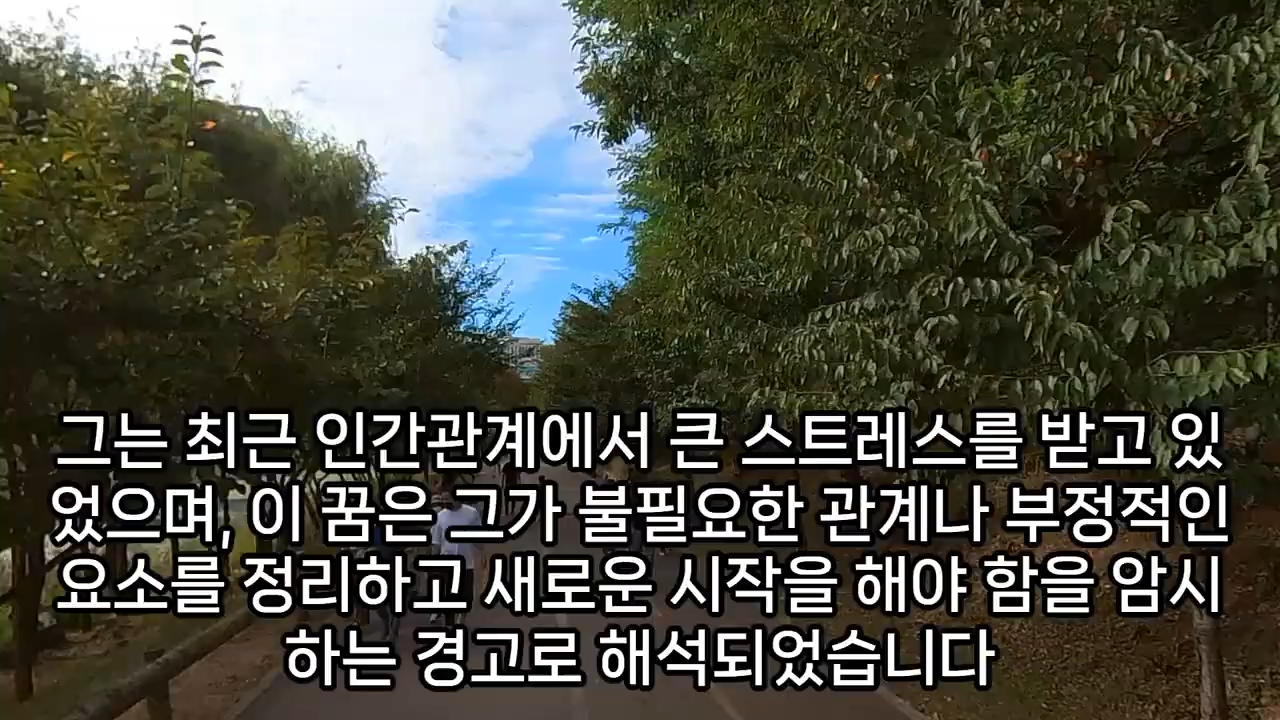 그는 최근 인간관계에서 큰 스트레스를 받고 있
었으며, 이 꿈은 그가 불필요한 관계나 부정적인
요소를 정리하고 새로운 시작을 해야 함을 암시
하는 경고로 해석되었습니다